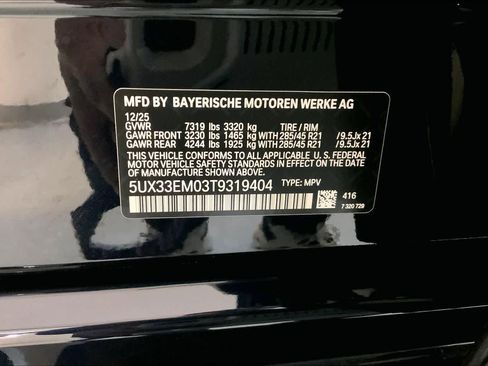 MFD BY BAYERISCHE MOTOREN WERKE AG
12/25
GVWR 7319 lbs 3320 kg TIRE / RIM
GAWR FRONT 3230 lbs 1465 kg WITH 285/45 R21 /9.5Jx 21
GAWR REAR 4244 lbs 1925 kg WITH 285/45 R21 /9.5Jx 21
THIS VEHICLE CONFORMS TO ALL APPLICABLE U. S. FEDERAL
MOTOR VEHICLE SAFETY STANDARDS IN EFFECT ON THE DATE
OF MANUFACTURE SHOWN ABOVE.
5UX33EM03T9319404 TYPE: MPV
416
7 320 729